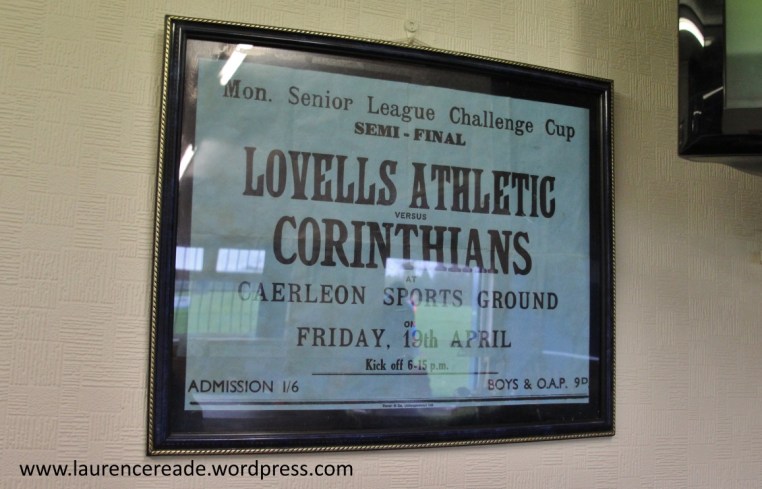 Mon. Senior League Challenge Cup
SEMI - FINAL
LOVELLS ATHLETIC
VERSUS
CORINTHIANS
AT
CAERLEON SPORTS GROUND
ON
FRIDAY, 19th APRIL
Kick off 6-15 p.m.
ADMISSION 1/6 BOYS & O.A.P. 9D
www.laurencereade.wordpress.com